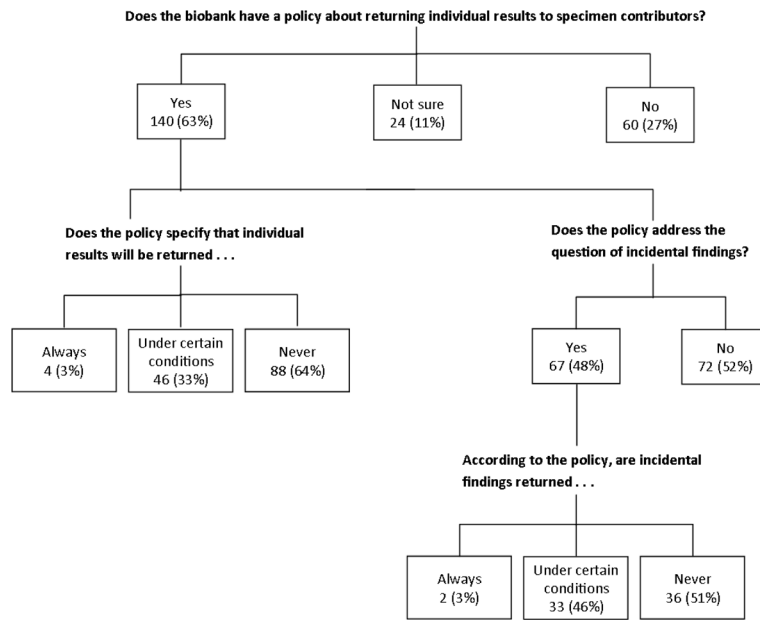 Does the biobank have a policy about returning individual results to specimen contributors?
Yes
140 (63%)
Not sure
24 (11%)
No
60 (27%)
Does the policy specify that individual
results will be returned . . .
Does the policy address the
question of incidental findings?
Always
4 (3%)
Under certain
conditions
46 (33%)
Never
88 (64%)
Yes
67 (48%)
No
72 (52%)
According to the policy, are incidental
findings returned . . .
Always
2 (3%)
Under certain
conditions
33 (46%)
Never
36 (51%)